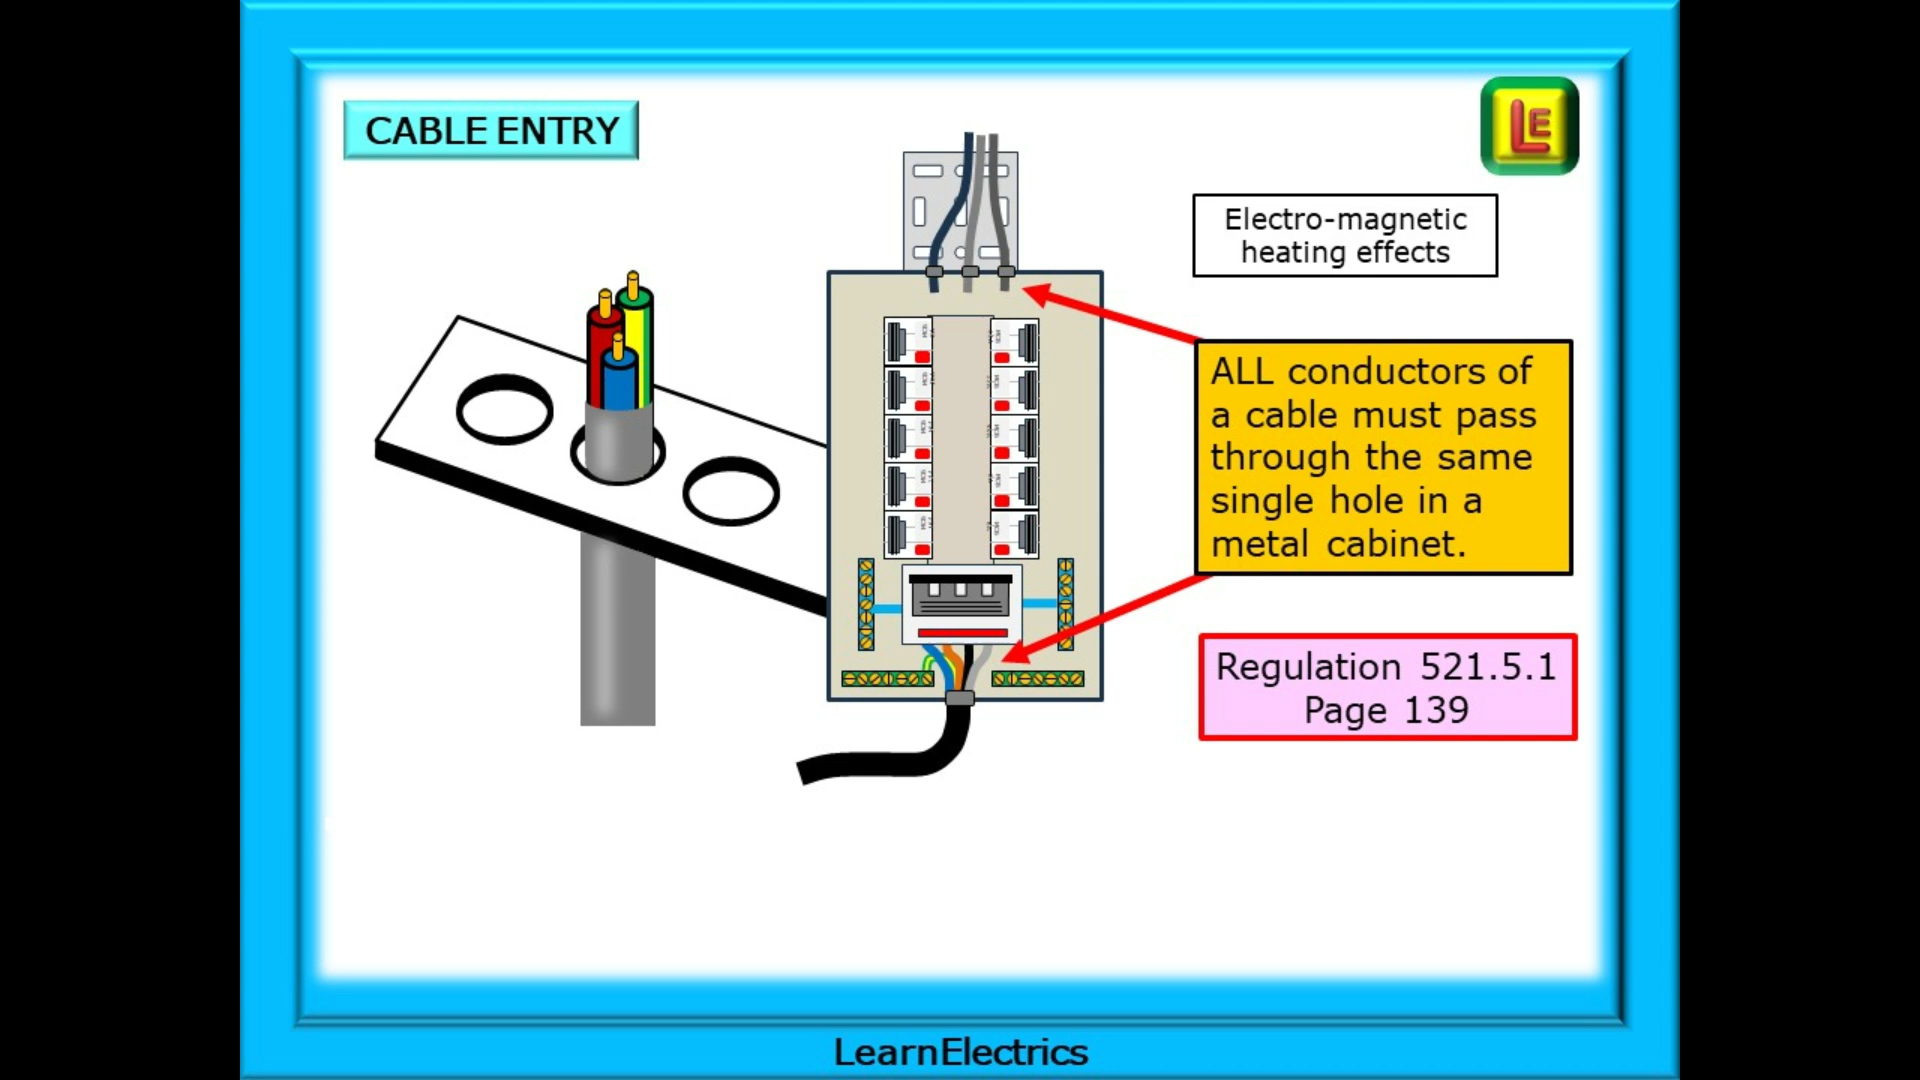 CABLE ENTRY
LE
Electro-magnetic
heating effects
ALL conductors of
a cable must pass
through the same
single hole in a
metal cabinet.
Regulation 521.5.1
Page 139
LearnElectrics